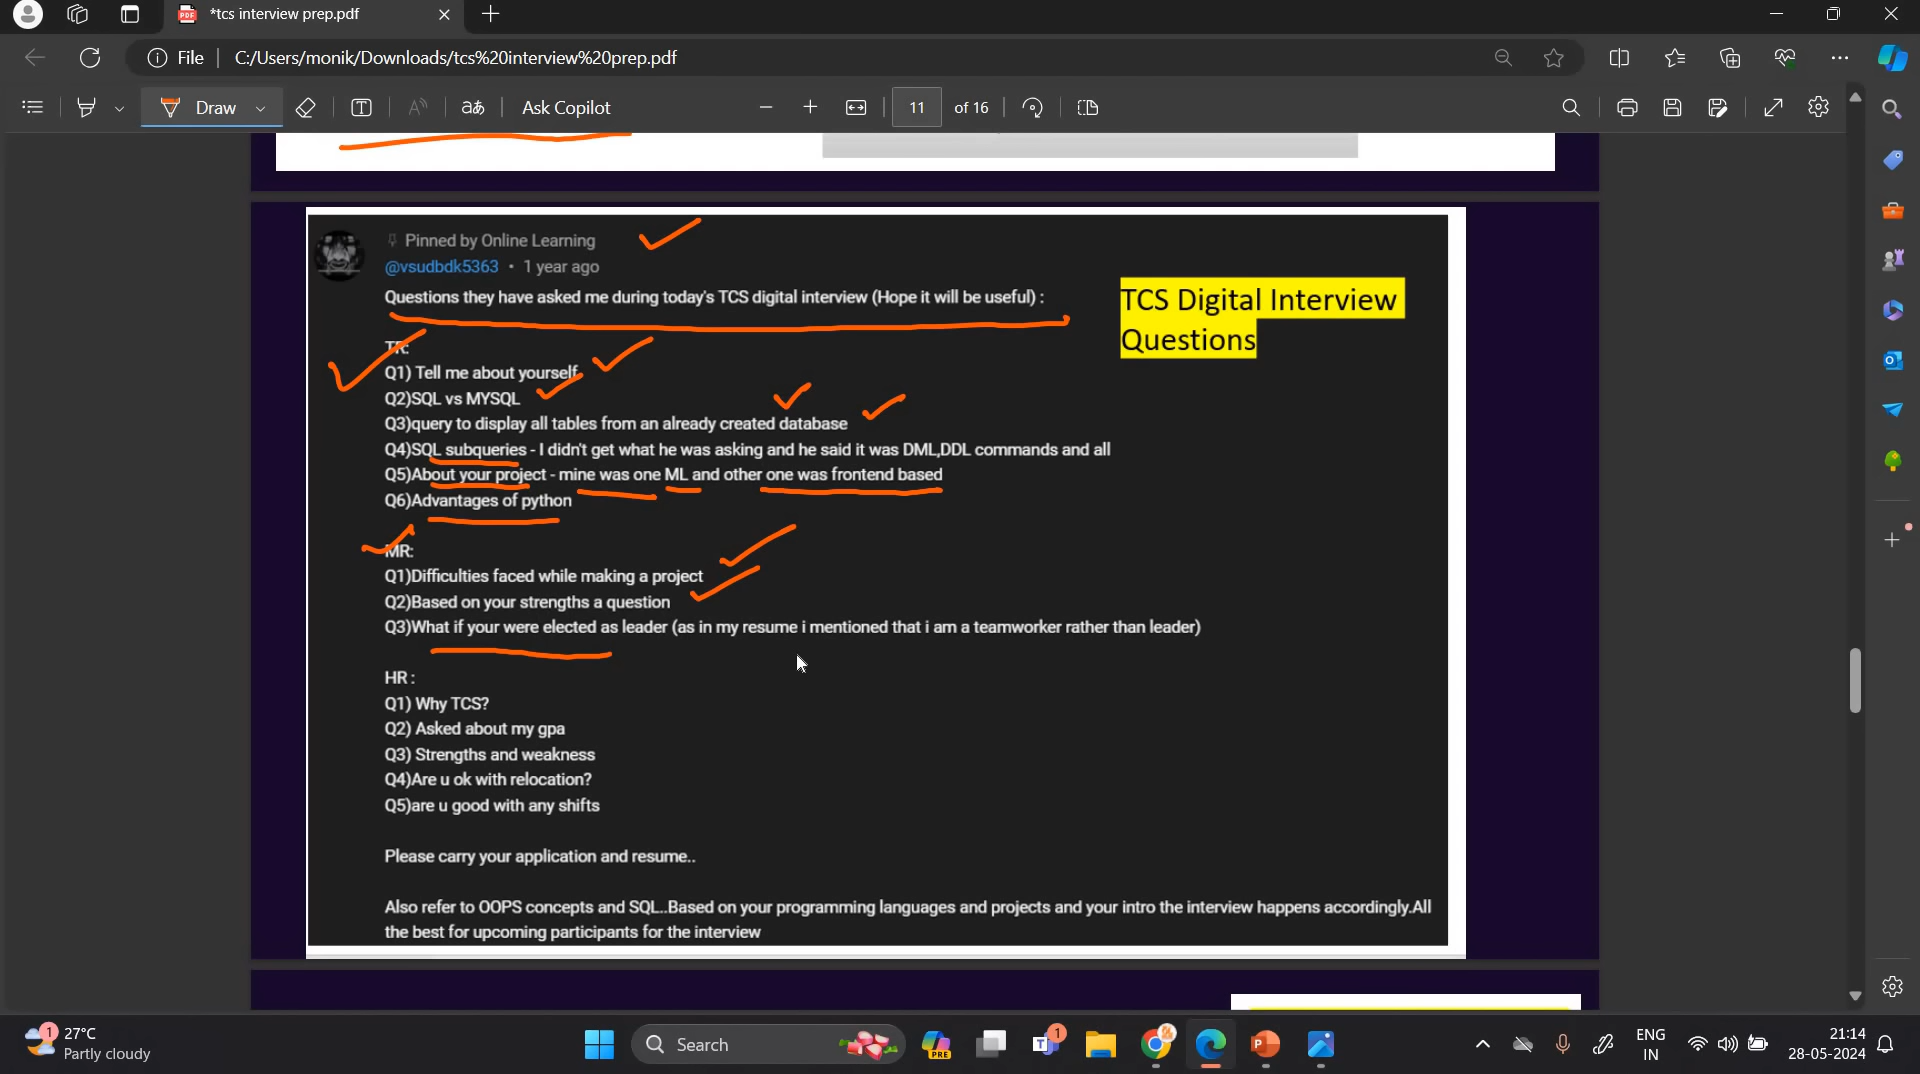 *tcs interview prep.pdf
File
C:/Users/monik/Downloads/tcs%20interview%20prep.pdf
Draw
aあ
Ask Copilot
11
of 16
Pinned by Online Learning
@vsudbdk5363 • 1 year ago
Questions they have asked me during today's TCS digital interview (Hope it will be useful) :
TCS Digital Interview
Questions
TR:
Q1) Tell me about yourself
Q2)SQL vs MYSQL
Q3)query to display all tables from an already created database
Q4)SQL subqueries - I didn't get what he was asking and he said it was DML,DDL commands and all
Q5)About your project - mine was one ML and other one was frontend based
Q6)Advantages of python
MR:
Q1)Difficulties faced while making a project
Q2)Based on your strengths a question
Q3)What if your were elected as leader (as in my resume i mentioned that i am a teamworker rather than leader)
HR :
Q1) Why TCS?
Q2) Asked about my gpa
Q3) Strengths and weakness
Q4)Are u ok with relocation?
Q5)are u good with any shifts
Please carry your application and resume..
Also refer to OOPS concepts and SQL..Based on your programming languages and projects and your intro the interview happens accordingly.All
the best for upcoming participants for the interview
1
27°C
Partly cloudy
Search
PRE
1
ENG
IN
21:14
28-05-2024